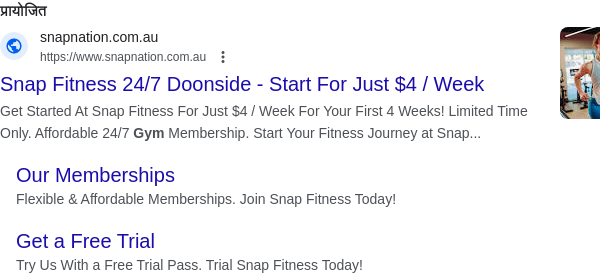 प्रायोजित
snapnation.com.au
https://www.snapnation.com.au
Snap Fitness 24/7 Doonside - Start For Just $4 / Week
Get Started At Snap Fitness For Just $4 / Week For Your First 4 Weeks! Limited Time
Only. Affordable 24/7 Gym Membership. Start Your Fitness Journey at Snap...
Our Memberships
Flexible & Affordable Memberships. Join Snap Fitness Today!
Get a Free Trial
Try Us With a Free Trial Pass. Trial Snap Fitness Today!